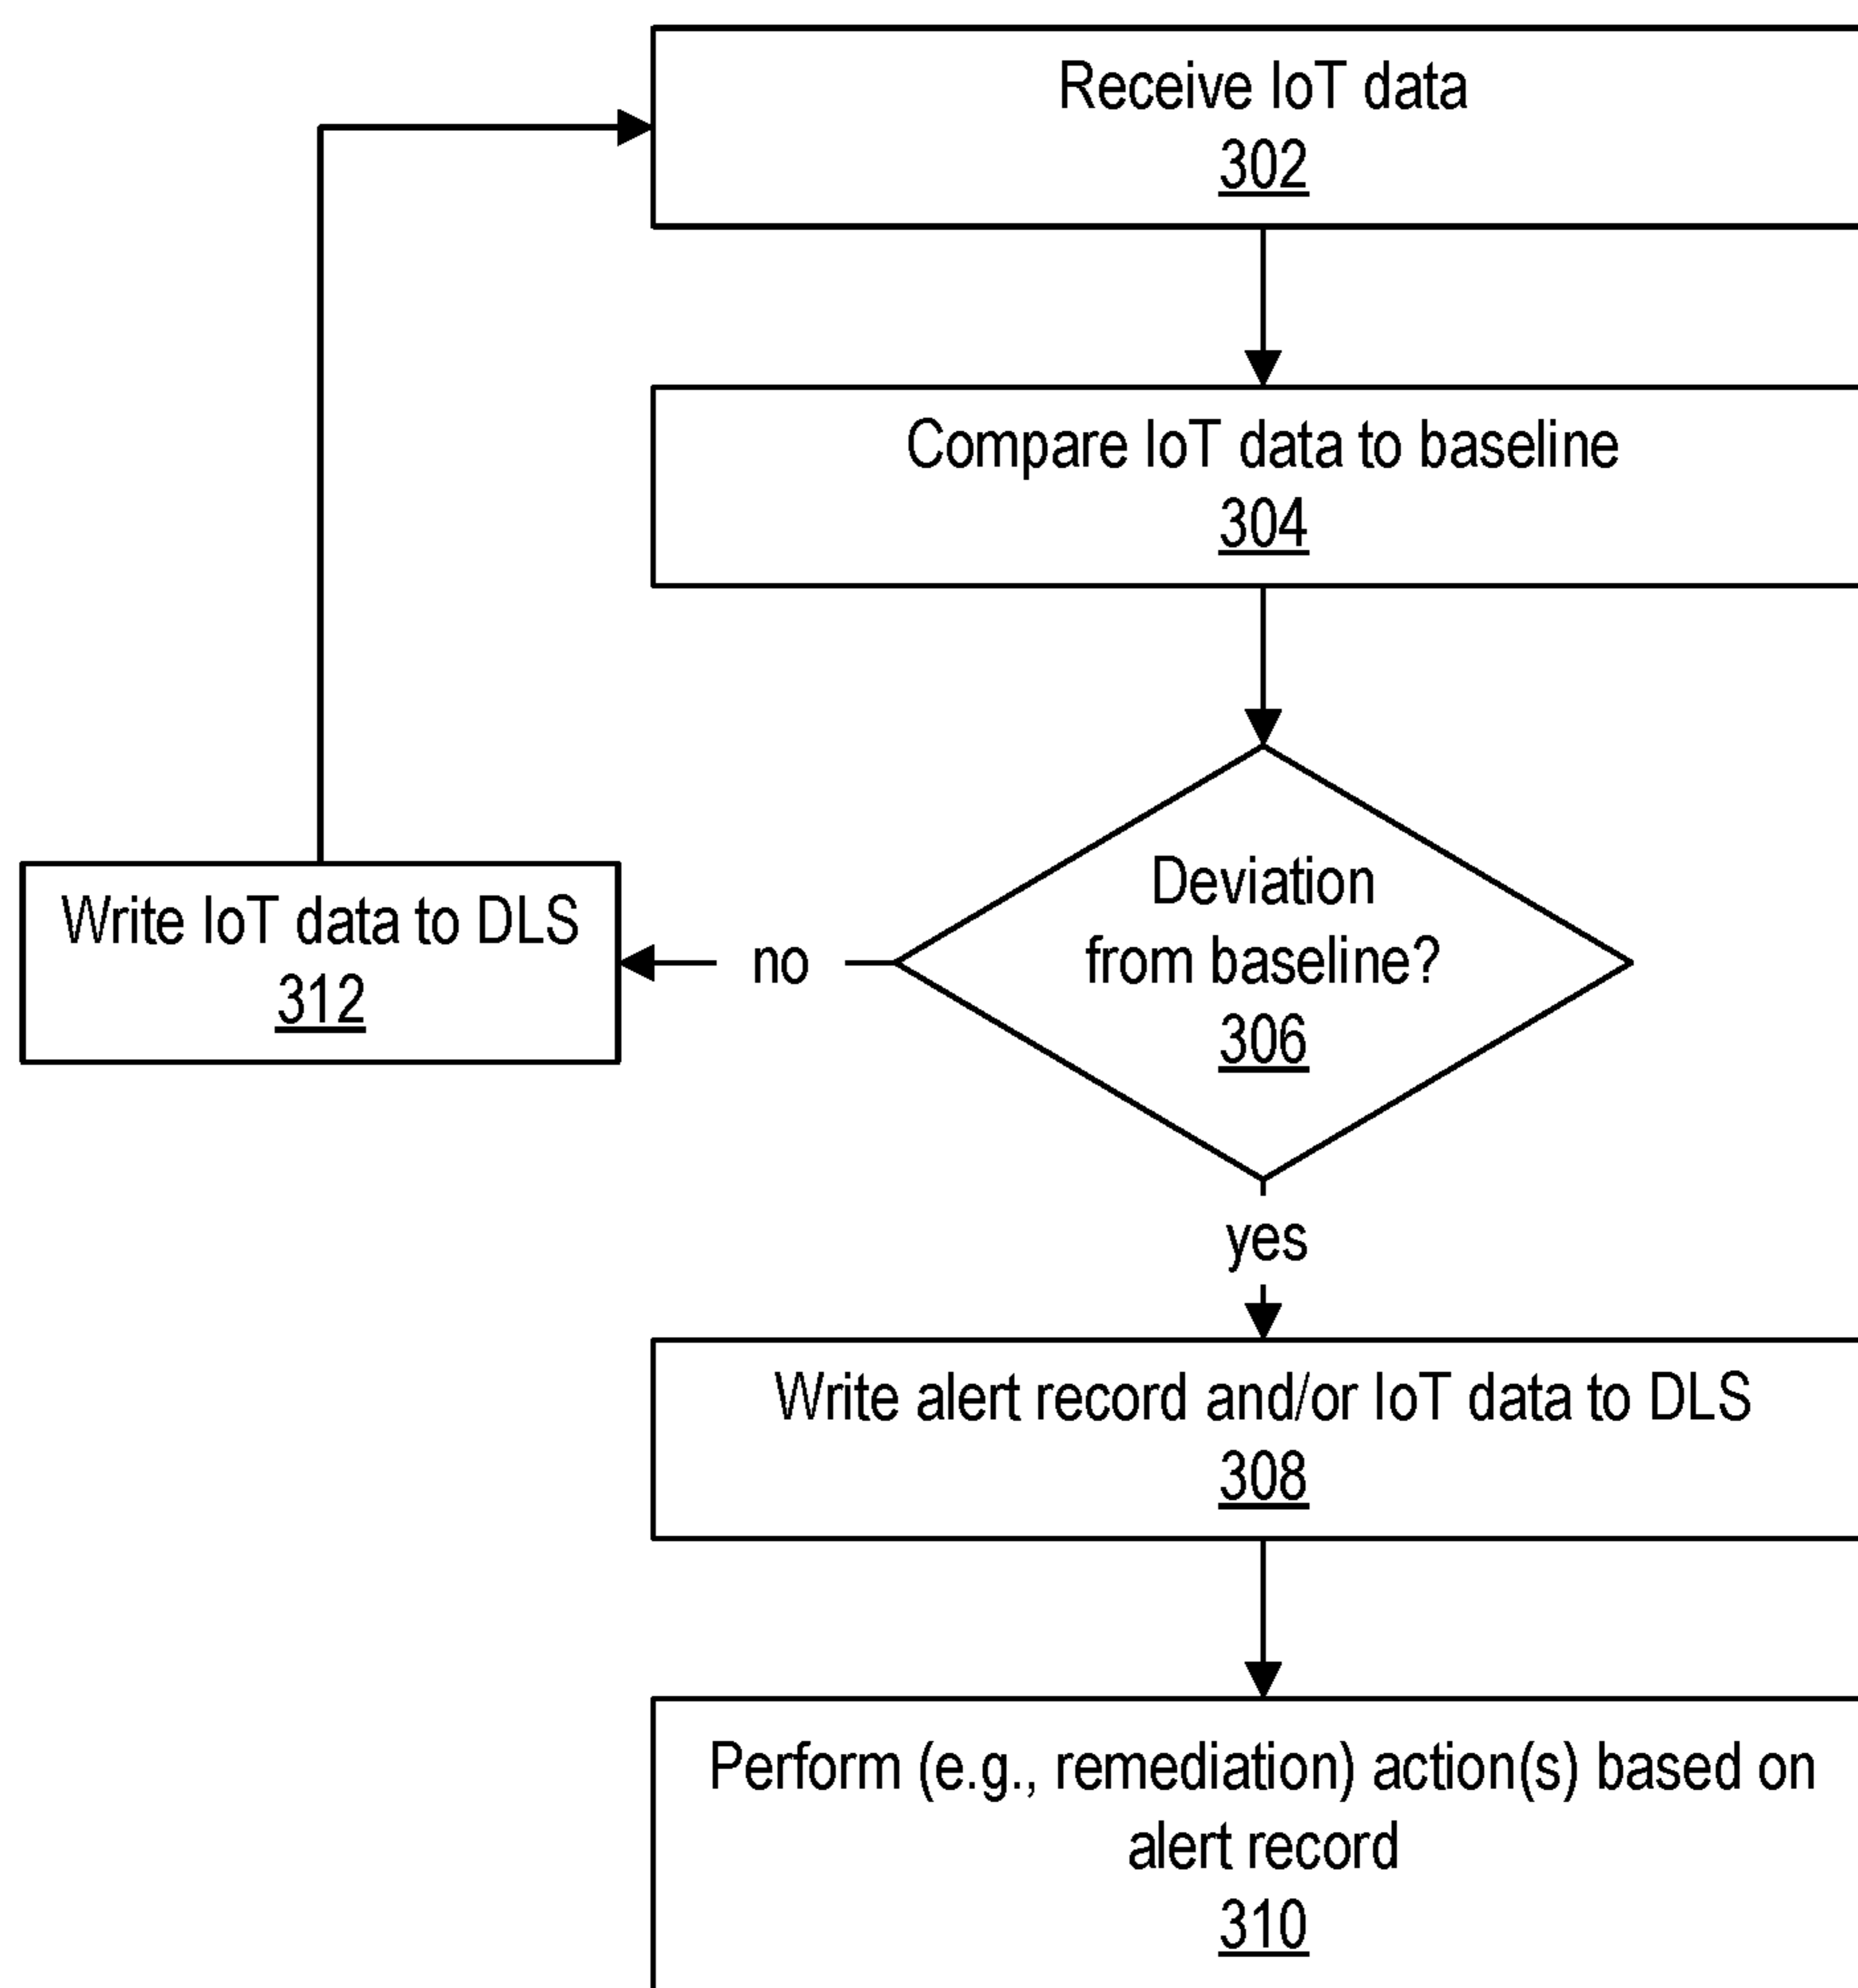 Receive IoT data
302
Compare IoT data to baseline
304
Deviation
from baseline?
306
no
Write IoT data to DLS
312
yes
Write alert record and/or IoT data to DLS
308
Perform (e.g., remediation) action(s) based on
alert record
310